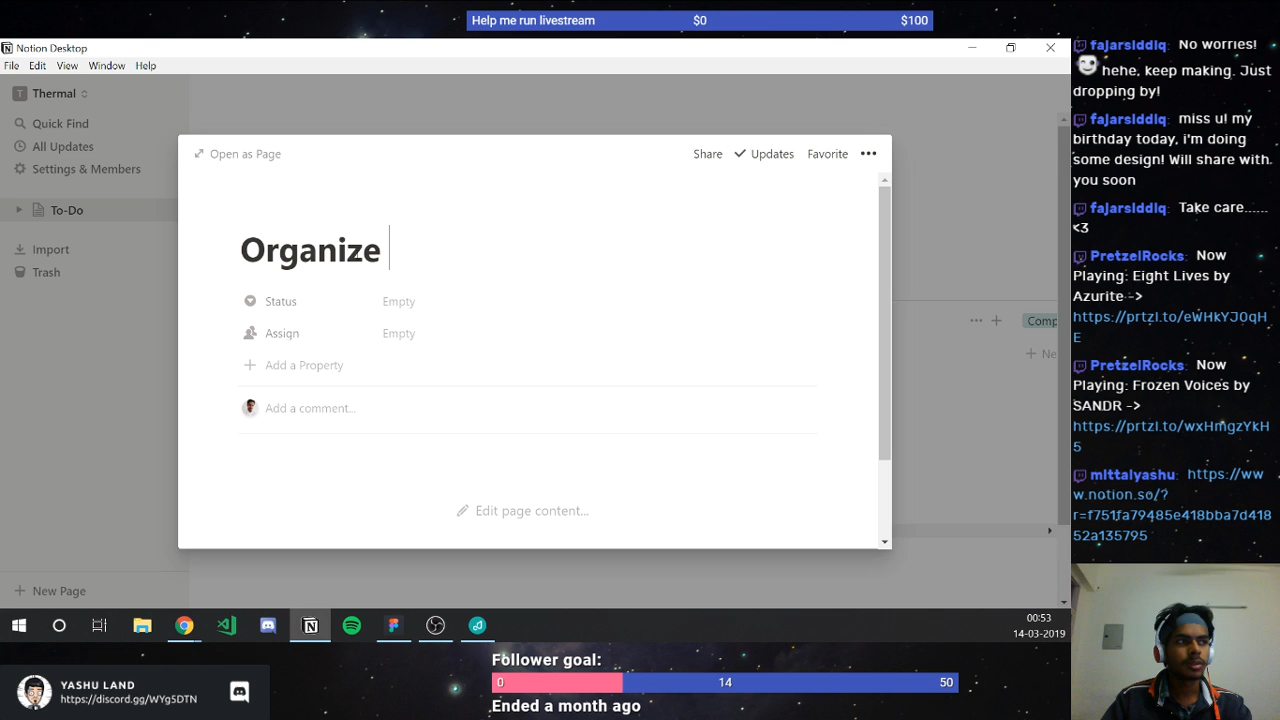 Help me run livestream $0 $100
Notion Desktop
File Edit View Window Help
T Thermal
Quick Find
All Updates
Settings & Members
To-Do
Import
Trash
New Page
Open as Page
Share Updates Favorite •••
Organize
Status Empty
Assign Empty
Add a Property
Add a comment...
Edit page content...
Comp
Ne
fajarsiddiq: No worries!
hehe, keep making. Just
dropping by!
fajarsiddiq: miss u! my
birthday today, i'm doing
some design! Will share with
you soon
fajarsiddiq: Take care......
<3
PretzelRocks: Now
Playing: Eight Lives by
Azurite ->
https://prtzl.to/eWHkYJ0qH
E
PretzelRocks: Now
Playing: Frozen Voices by
SANDR ->
https://prtzl.to/wxHmgzYkH
5
mittalyashu: https://ww
w.notion.so/?
r=f751fa79485e418bba7d418
52a135795
00:53
14-03-2019
YASHU LAND
https://discord.gg/WYg5DTN
Follower goal:
0 14 50
Ended a month ago